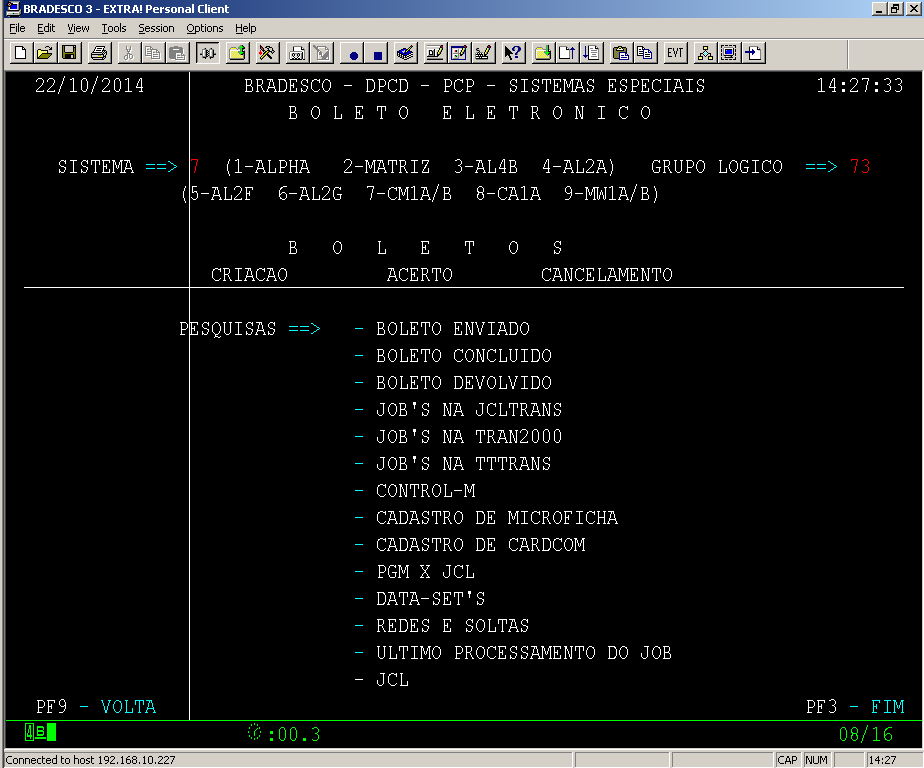 BRADESCO 3 - EXTRA! Personal Client
File Edit View Tools Session Options Help
EVT
22/10/2014 BRADESCO - DPCD - PCP - SISTEMAS ESPECIAIS 14:27:33
B O L E T O E L E T R O N I C O
SISTEMA ==> 7 (1-ALPHA 2-MATRIZ 3-AL4B 4-AL2A) GRUPO LOGICO ==> 73
(5-AL2F 6-AL2G 7-CM1A/B 8-CA1A 9-MW1A/B)
B O L E T O S
CRIACAO ACERTO CANCELAMENTO
PESQUISAS ==> - BOLETO ENVIADO
- BOLETO CONCLUIDO
- BOLETO DEVOLVIDO
- JOB'S NA JCLTRANS
- JOB'S NA TRAN2000
- JOB'S NA TTTRANS
- CONTROL-M
- CADASTRO DE MICROFICHA
- CADASTRO DE CARDCOM
- PGM X JCL
- DATA-SET'S
- REDES E SOLTAS
- ULTIMO PROCESSAMENTO DO JOB
- JCL
PF9 - VOLTA PF3 - FIM
4B :00.3 08/16
Connected to host 192.168.10.227 CAP NUM 14:27